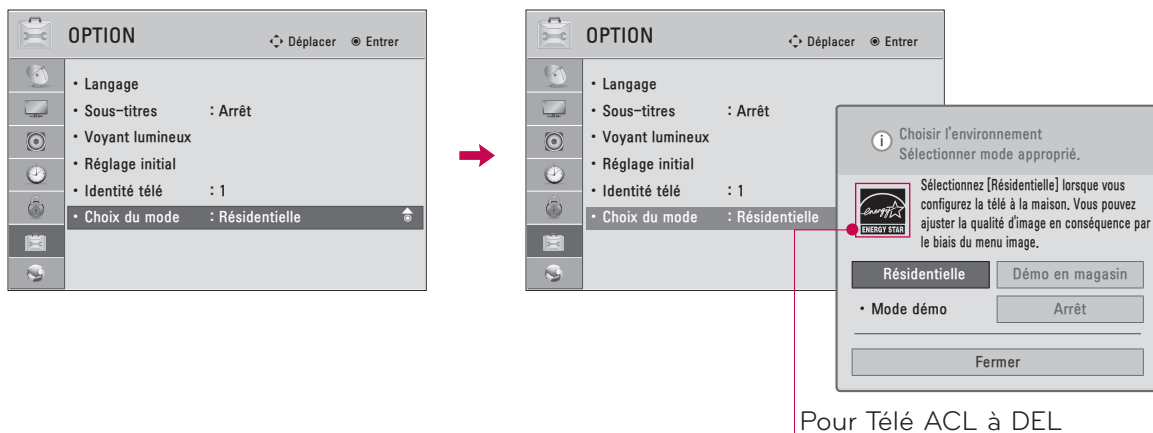 OPTION
Déplacer Entrer
• Langage
• Sous-titres : Arrêt
• Voyant lumineux
• Réglage initial
• Identité télé : 1
• Choix du mode : Résidentielle
OPTION
Déplacer Entrer
• Langage
• Sous-titres : Arrêt
• Voyant lumineux
• Réglage initial
• Identité télé : 1
• Choix du mode : Résidentielle
i Choisir l'environnement
Sélectionner mode approprié.
energy
ENERGY STAR
Sélectionnez [Résidentielle] lorsque vous
configurez la télé à la maison. Vous pouvez
ajuster la qualité d'image en conséquence par
le biais du menu image.
Résidentielle Démo en magasin
• Mode démo Arrêt
Fermer
Pour Télé ACL à DEL